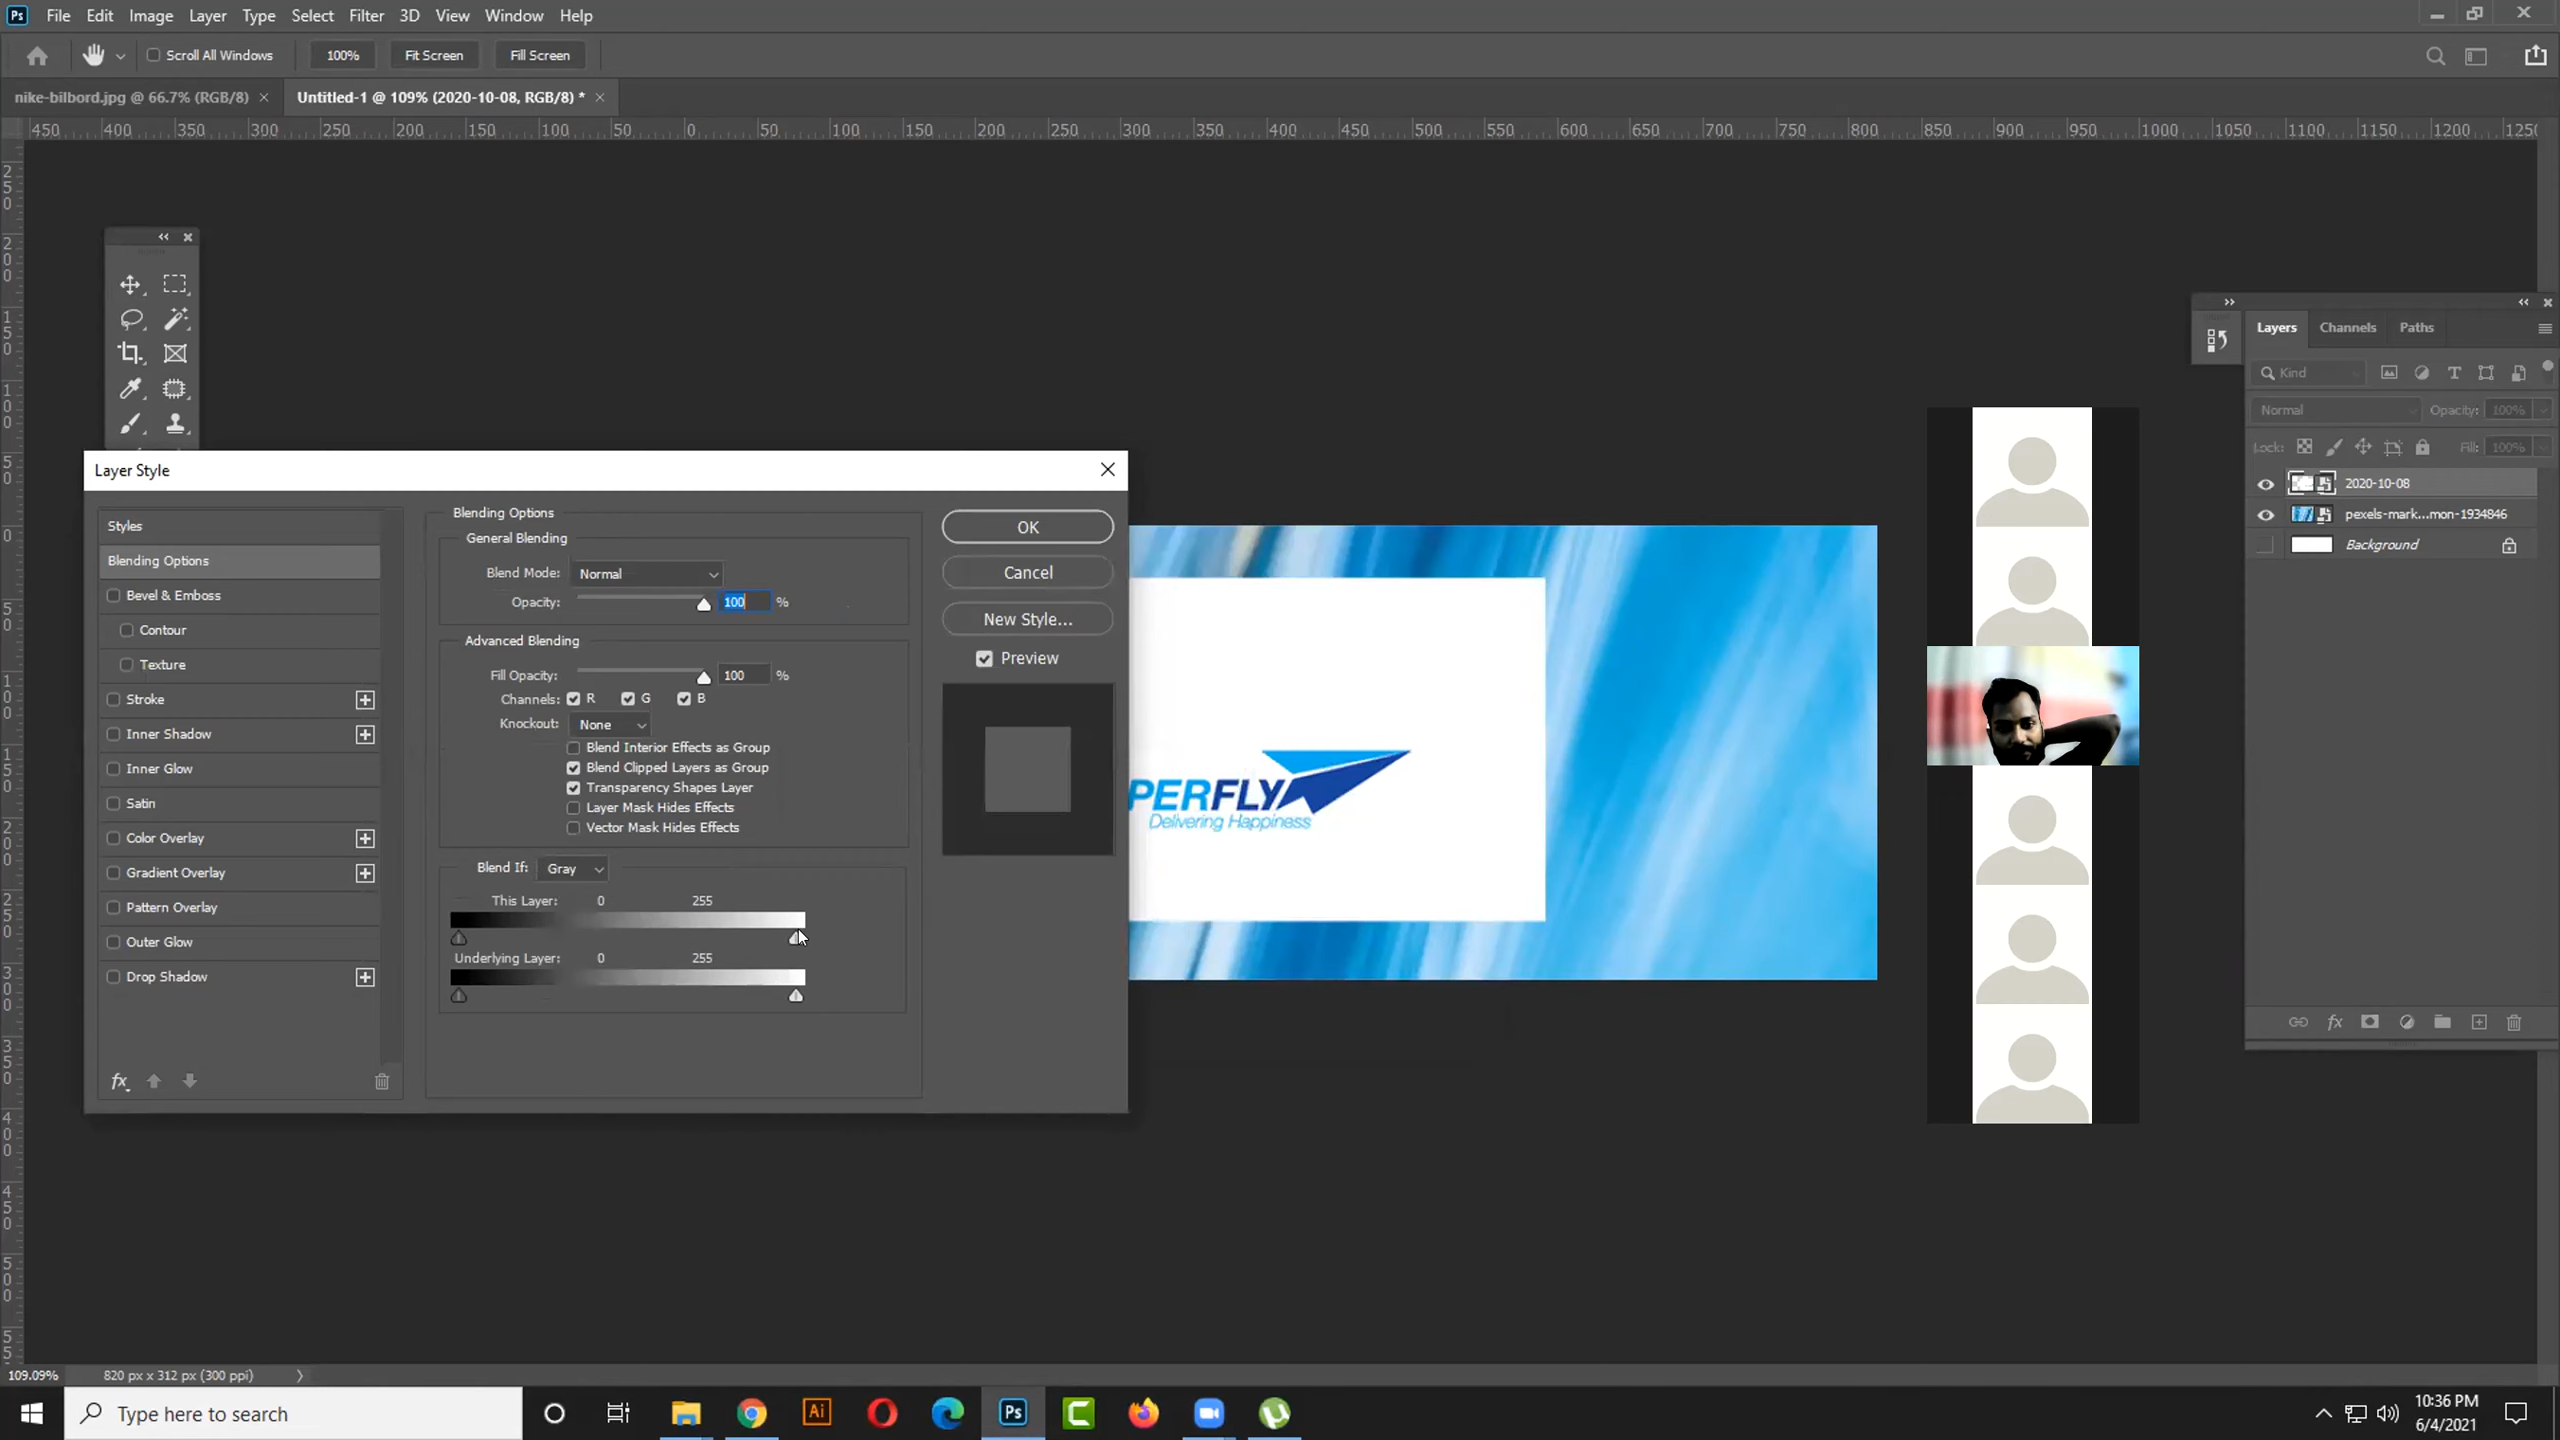 Ps File Edit Image Layer Type Select Filter 3D View Window Help
Scroll All Windows 100% Fit Screen Fill Screen
nike-bilbord.jpg @ 66.7% (RGB/8) Untitled-1 @ 109% (2020-10-08, RGB/8) *
450 400 350 300 250 200 150 100 50 0 50 100 150 200 250 300 350 400 450 500 550 600 650 700 750 800 850 900 950 1000 1050 1100 1150 1200 1250
Layers Channels Paths
Kind
Normal Opacity: 100%
Lock: Fill: 100%
2020-10-08
pexels-mark...mon-1934846
Background
Layer Style
Styles
Blending Options
Bevel & Emboss
Contour
Texture
Stroke
Inner Shadow
Inner Glow
Satin
Color Overlay
Gradient Overlay
Pattern Overlay
Outer Glow
Drop Shadow
fx
Blending Options
General Blending
Blend Mode: Normal
Opacity: 100 %
Advanced Blending
Fill Opacity: 100 %
Channels: R G B
Knockout: None
Blend Interior Effects as Group
Blend Clipped Layers as Group
Transparency Shapes Layer
Layer Mask Hides Effects
Vector Mask Hides Effects
Blend If: Gray
This Layer: 0 255
Underlying Layer: 0 255
OK
Cancel
New Style...
Preview
PERFLY
Delivering Happiness
fx
109.09% 820 px x 312 px (300 ppi)
Type here to search
Ai
Ps
10:36 PM
6/4/2021